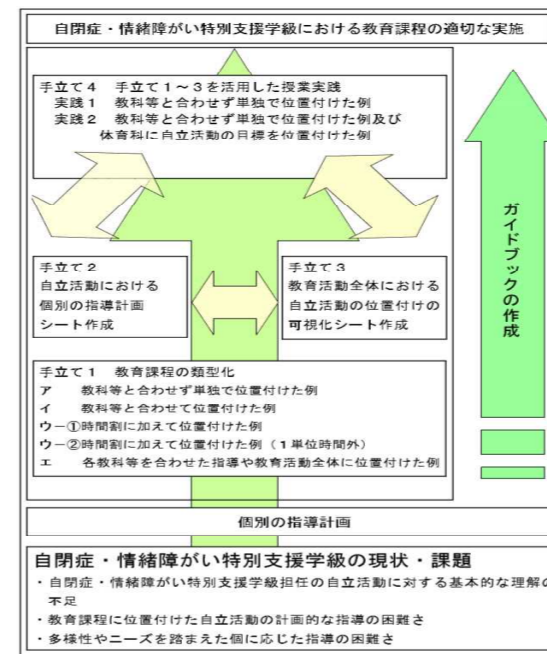 自閉症・情緒障がい特別支援学級における教育課程の適切な実施
手立て４　手立て１～３を活用した授業実践
実践１　教科等と合わせず単独で位置付けた例
実践２　教科等と合わせず単独で位置付けた例及び
体育科に自立活動の目標を位置付けた例
手立て２
自立活動における
個別の指導計画
シート作成
手立て３
教育活動全体における
自立活動の位置付けの
可視化シート作成
手立て１　教育課程の類型化
ア　教科等と合わせず単独で位置付けた例
イ　教科等と合わせて位置付けた例
ウー①時間割に加えて位置付けた例
ウー②時間割に加えて位置付けた例（１単位時間外）
エ　各教科等を合わせた指導や教育活動全体に位置付けた例
ガイドブックの作成
個別の指導計画
自閉症・情緒障がい特別支援学級の現状・課題
・自閉症・情緒障がい特別支援学級担任の自立活動に対する基本的な理解の
不足
・教育課程に位置付けた自立活動の計画的な指導の困難さ
・多様性やニーズを踏まえた個に応じた指導の困難さ